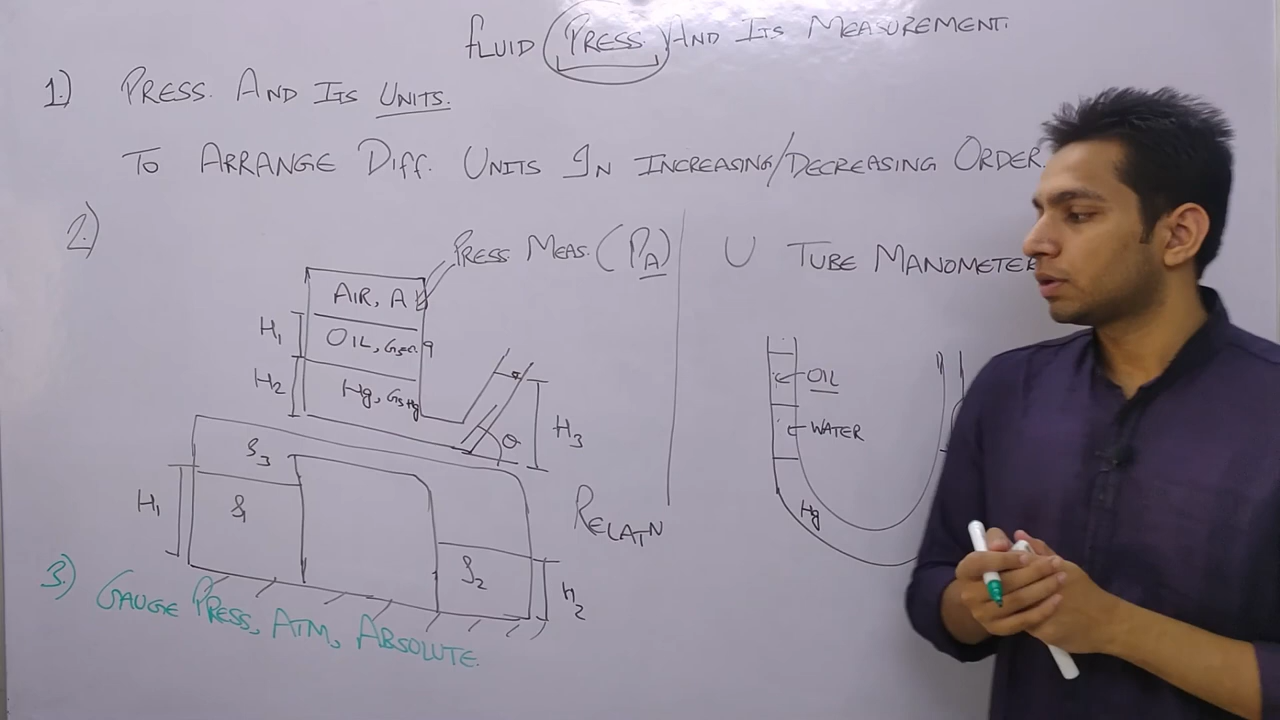 FLUID PRESS. AND ITS MEASUREMENT.
1.) PRESS. AND ITS UNITS.
TO ARRANGE DIFF. UNITS IN INCREASING/DECREASING ORDER.
2.)
PRESS MEAS. (PA)
AIR, A
H1
OIL,
H2
Hg, GsHg
θ
H3
S3
H1
S1
S2
H2
RELATN
U TUBE MANOMETER
OIL
WATER
Hg
3.) GAUGE PRESS, ATM, ABSOLUTE.